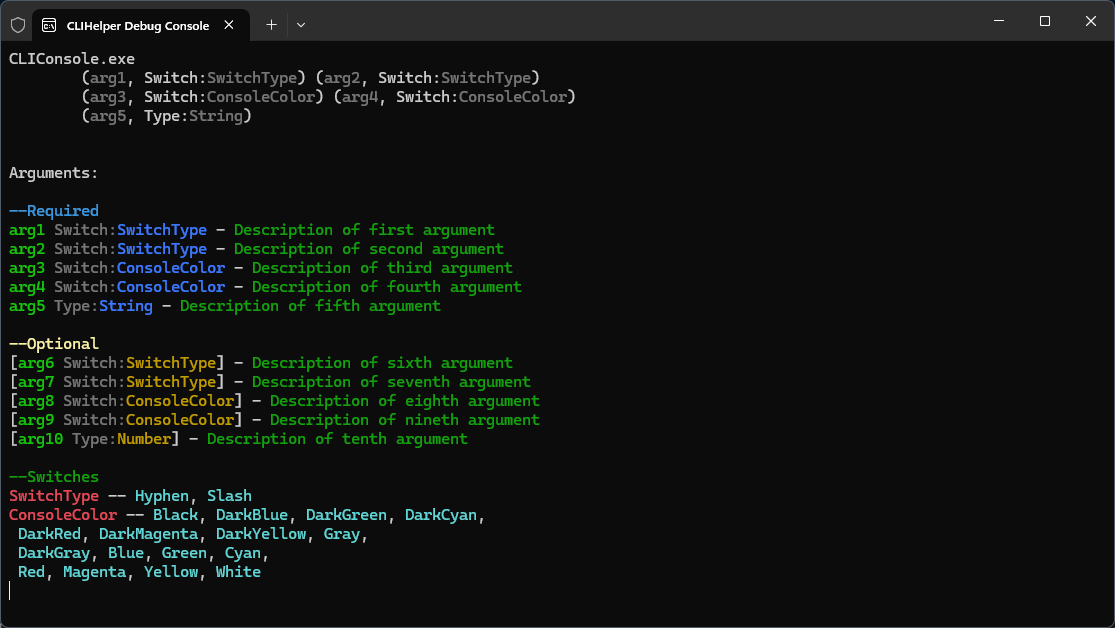 CLIHelper Debug Console
CLIConsole.exe
(arg1, Switch:SwitchType) (arg2, Switch:SwitchType)
(arg3, Switch:ConsoleColor) (arg4, Switch:ConsoleColor)
(arg5, Type:String)
Arguments:
--Required
arg1 Switch:SwitchType - Description of first argument
arg2 Switch:SwitchType - Description of second argument
arg3 Switch:ConsoleColor - Description of third argument
arg4 Switch:ConsoleColor - Description of fourth argument
arg5 Type:String - Description of fifth argument
--Optional
[arg6 Switch:SwitchType] - Description of sixth argument
[arg7 Switch:SwitchType] - Description of seventh argument
[arg8 Switch:ConsoleColor] - Description of eighth argument
[arg9 Switch:ConsoleColor] - Description of nineth argument
[arg10 Type:Number] - Description of tenth argument
--Switches
SwitchType -- Hyphen, Slash
ConsoleColor -- Black, DarkBlue, DarkGreen, DarkCyan,
DarkRed, DarkMagenta, DarkYellow, Gray,
DarkGray, Blue, Green, Cyan,
Red, Magenta, Yellow, White